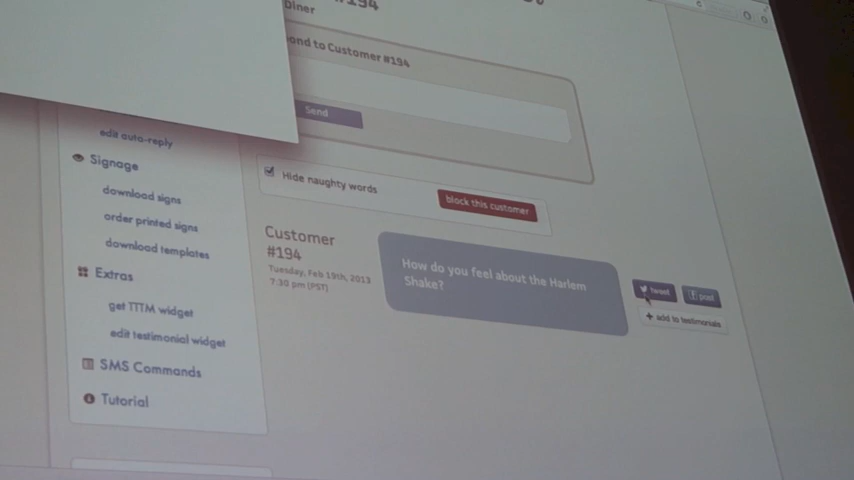 #194
Diner
ond to Customer #194
Send
edit auto-reply
Signage
Hide naughty words
block this customer
download signs
order printed signs
download templates
Customer
#194
Tuesday, Feb 19th, 2013
7:30 pm (PST)
How do you feel about the Harlem
Shake?
tweet
post
+ add to testimonials
Extras
get TTTM widget
edit testimonial widget
SMS Commands
Tutorial